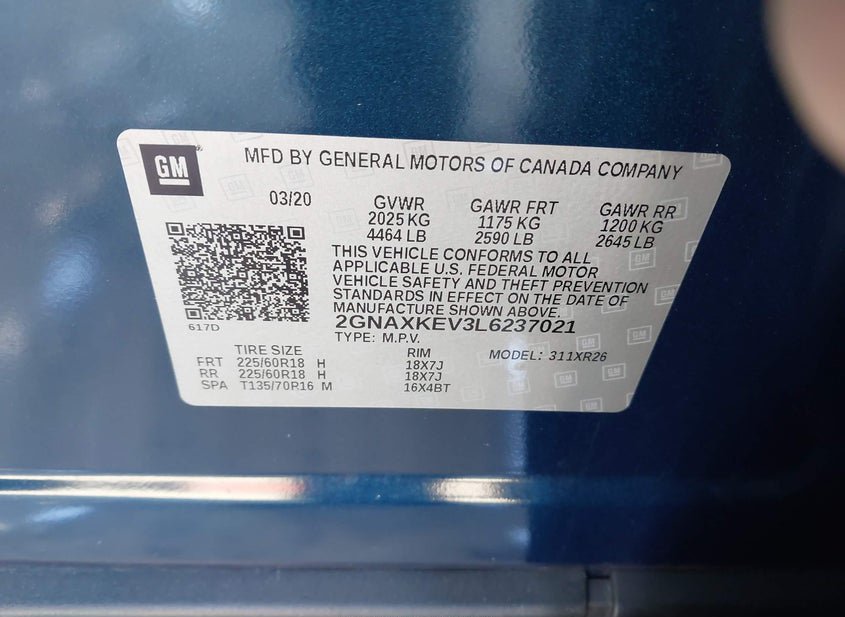 GM
MFD BY GENERAL MOTORS OF CANADA COMPANY
03/20 GVWR GAWR FRT GAWR RR
2025 KG 1175 KG 1200 KG
4464 LB 2590 LB 2645 LB
THIS VEHICLE CONFORMS TO ALL
APPLICABLE U.S. FEDERAL MOTOR
VEHICLE SAFETY AND THEFT PREVENTION
STANDARDS IN EFFECT ON THE DATE OF
MANUFACTURE SHOWN ABOVE.
617D 2GNAXKEV3L6237021
TYPE: M.P.V.
TIRE SIZE RIM MODEL: 311XR26
FRT 225/60R18 H 18X7J
RR 225/60R18 H 18X7J
SPA T135/70R16 M 16X4BT